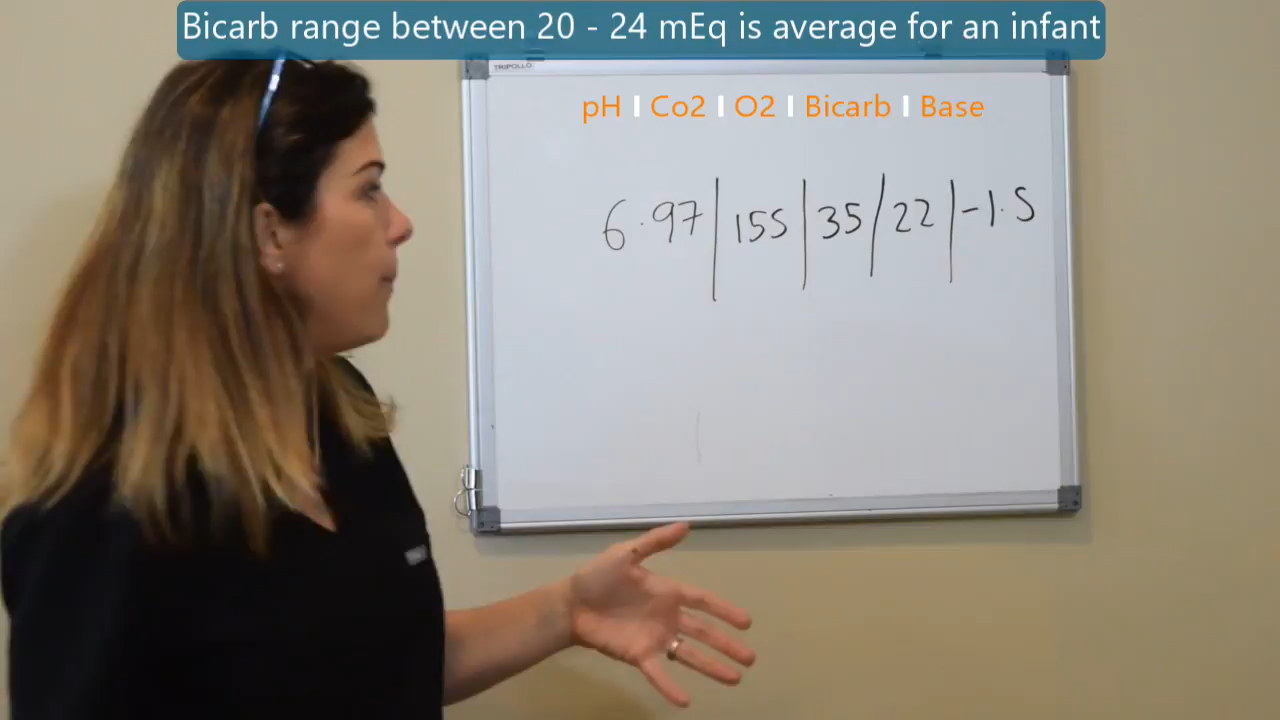 Bicarb range between 20 - 24 mEq is average for an infant
TRIPOLLO
pH | Co2 | O2 | Bicarb | Base
6.97 | 155 | 35 / 22 | -1.5